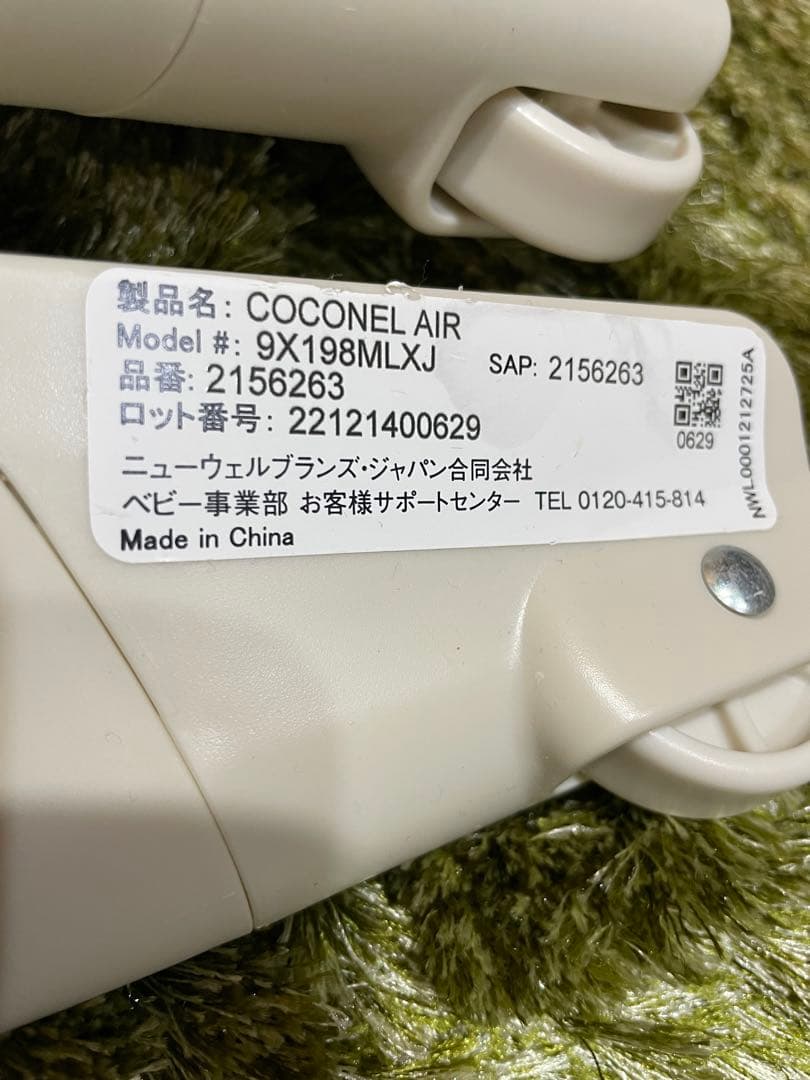 製品名: COCONEL AIR
Model #: 9X198MLXJ
品番: 2156263
SAP: 2156263
ロット番号: 22121400629
0629
ニューウェルブランズ・ジャパン合同会社
ベビー事業部 お客様サポートセンター TEL 0120-415-814
Made in China
NWL0001212725A